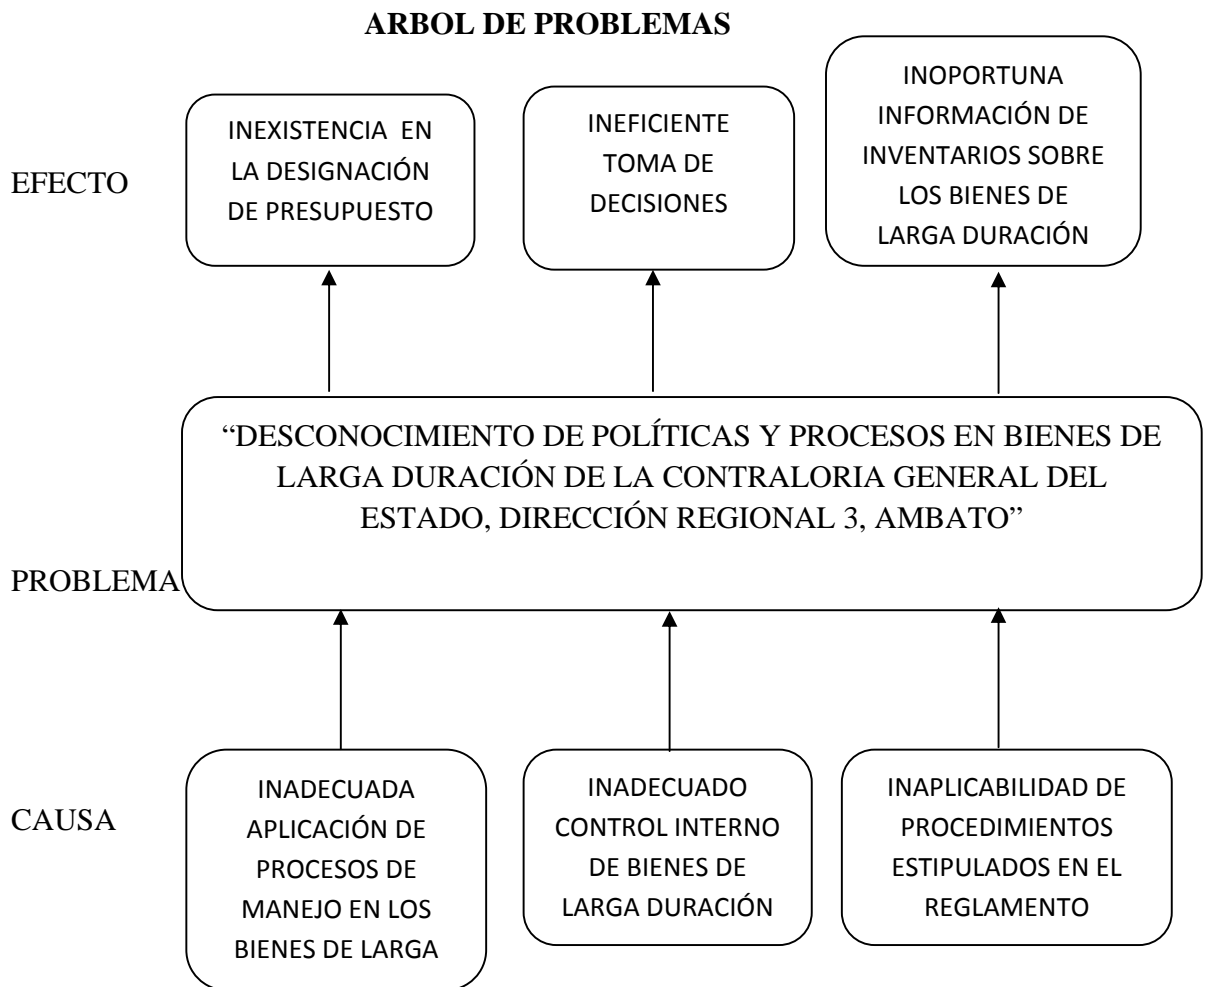 ARBOL DE PROBLEMAS
EFECTO
INEXISTENCIA EN
LA DESIGNACIÓN
DE PRESUPUESTO
INEFICIENTE
TOMA DE
DECISIONES
INOPORTUNA
INFORMACIÓN DE
INVENTARIOS SOBRE
LOS BIENES DE
LARGA DURACIÓN
PROBLEMA
“DESCONOCIMIENTO DE POLÍTICAS Y PROCESOS EN BIENES DE
LARGA DURACIÓN DE LA CONTRALORIA GENERAL DEL
ESTADO, DIRECCIÓN REGIONAL 3, AMBATO”
CAUSA
INADECUADA
APLICACIÓN DE
PROCESOS DE
MANEJO EN LOS
BIENES DE LARGA
INADECUADO
CONTROL INTERNO
DE BIENES DE
LARGA DURACIÓN
INAPLICABILIDAD DE
PROCEDIMIENTOS
ESTIPULADOS EN EL
REGLAMENTO